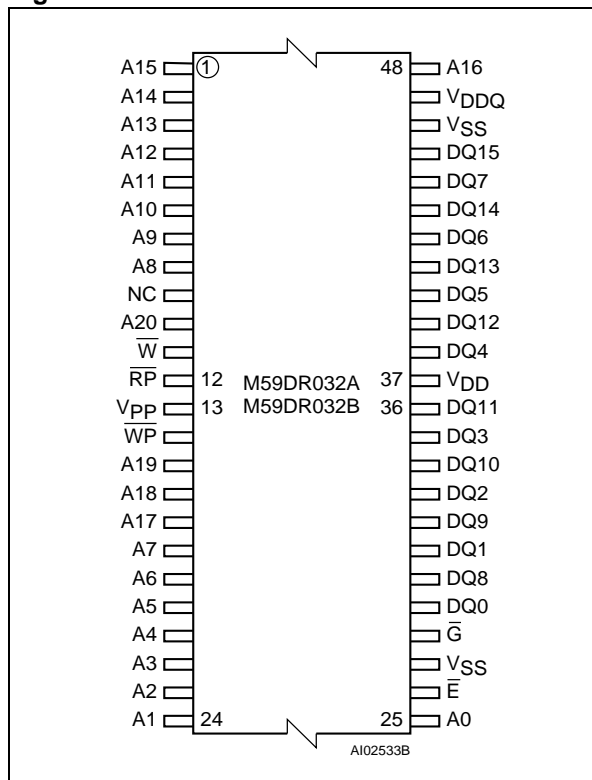 A15 ① 48 A16
A14 VDDQ
A13 VSS
A12 DQ15
A11 DQ7
A10 DQ14
A9 DQ6
A8 DQ13
NC DQ5
A20 DQ12
W̅ DQ4
R̅P̅ 12 M59DR032A 37 VDD
VPP 13 M59DR032B 36 DQ11
W̅P̅ DQ3
A19 DQ10
A18 DQ2
A17 DQ9
A7 DQ1
A6 DQ8
A5 DQ0
A4 G̅
A3 VSS
A2 E̅
A1 24 25 A0
AI02533B